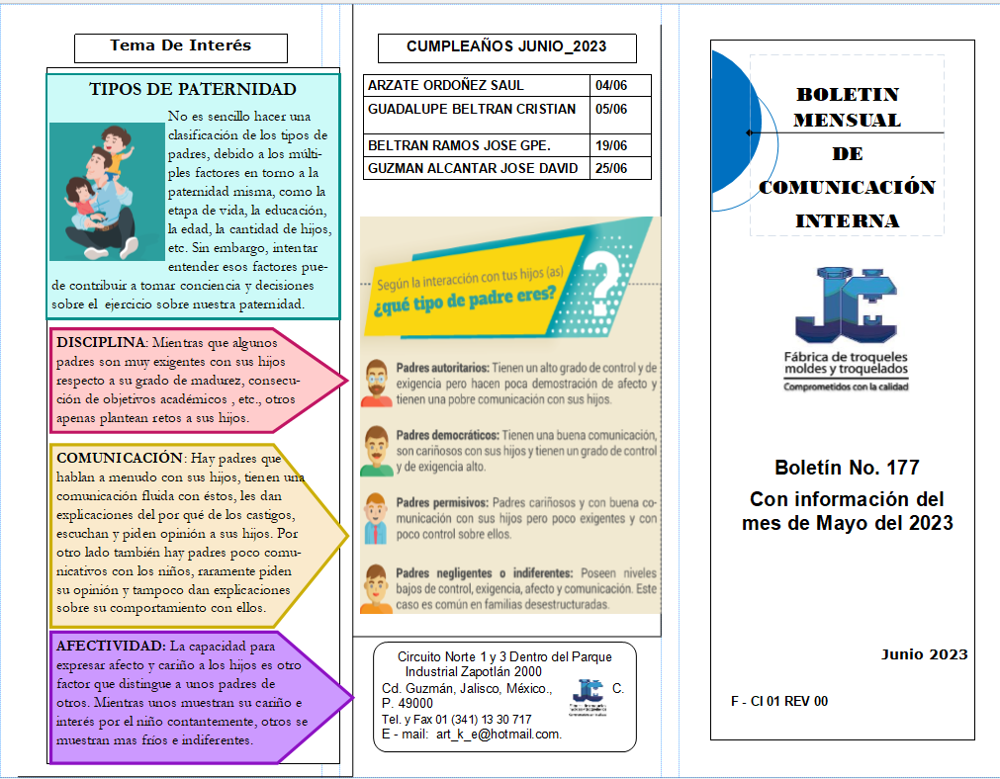 Tema De Interés
TIPOS DE PATERNIDAD
No es sencillo hacer una
clasificación de los tipos de
padres, debido a los múlti-
ples factores en torno a la
paternidad misma, como la
etapa de vida, la educación,
la edad, la cantidad de hijos,
etc. Sin embargo, intentar
entender esos factores pue-
de contribuir a tomar conciencia y decisiones
sobre el ejercicio sobre nuestra paternidad.
DISCIPLINA: Mientras que algunos
padres son muy exigentes con sus hijos
respecto a su grado de madurez, consecu-
ción de objetivos académicos , etc., otros
apenas plantean retos a sus hijos.
COMUNICACIÓN: Hay padres que
hablan a menudo con sus hijos, tienen una
comunicación fluida con éstos, les dan
explicaciones del por qué de los castigos,
escuchan y piden opinión a sus hijos. Por
otro lado también hay padres poco comu-
nicativos con los niños, raramente piden
su opinión y tampoco dan explicaciones
sobre su comportamiento con ellos.
AFECTIVIDAD: La capacidad para
expresar afecto y cariño a los hijos es otro
factor que distingue a unos padres de
otros. Mientras unos muestran su cariño e
interés por el niño contantemente, otros se
muestran mas fríos e indiferentes.
CUMPLEAÑOS JUNIO_2023
ARZATE ORDOÑEZ SAUL 04/06
GUADALUPE BELTRAN CRISTIAN 05/06
BELTRAN RAMOS JOSE GPE. 19/06
GUZMAN ALCANTAR JOSE DAVID 25/06
Según la interacción con tus hijos (as)
¿qué tipo de padre eres?
?
Padres autoritarios: Tienen un alto grado de control y de
exigencia pero hacen poca demostración de afecto y
tienen una pobre comunicación con sus hijos.
Padres democráticos: Tienen una buena comunicación,
son cariñosos con sus hijos y tienen un grado de control
y de exigencia alto.
Padres permisivos: Padres cariñosos y con buena co-
municación con sus hijos pero poco exigentes y con
poco control sobre ellos.
Padres negligentes o indiferentes: Poseen niveles
bajos de control, exigencia, afecto y comunicación. Este
caso es común en familias desestructuradas.
Circuito Norte 1 y 3 Dentro del Parque
Industrial Zapotlán 2000
Cd. Guzmán, Jalisco, México., C.
P. 49000
Tel. y Fax 01 (341) 13 30 717
E - mail: art_k_e@hotmail.com.
BOLETIN
MENSUAL
DE
COMUNICACIÓN
INTERNA
Fábrica de troqueles
moldes y troquelados
Comprometidos con la calidad
Boletín No. 177
Con información del
mes de Mayo del 2023
Junio 2023
F - CI 01 REV 00